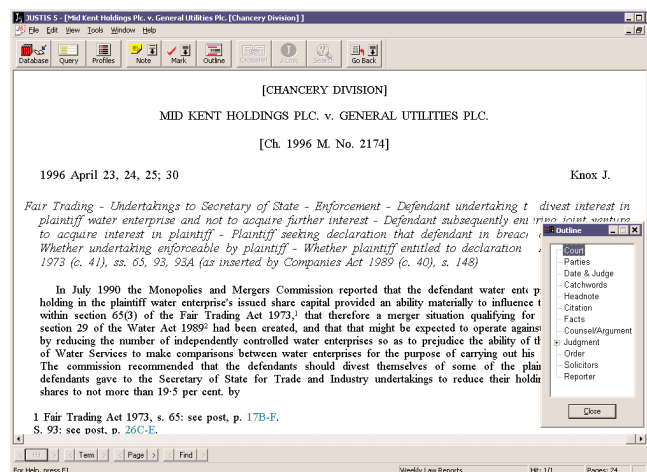 JUSTIS 5 - [Mid Kent Holdings Plc. v. General Utilities Plc. [Chancery Division] ]
File Edit View Tools Window Help
Database Query Profiles Note Mark Outline Crossref J-Link Search Go Back
[CHANCERY DIVISION]
MID KENT HOLDINGS PLC. v. GENERAL UTILITIES PLC.
[Ch. 1996 M. No. 2174]
1996 April 23, 24, 25; 30 Knox J.
Fair Trading - Undertakings to Secretary of State - Enforcement - Defendant undertaking t divest interest in
plaintiff water enterprise and not to acquire further interest - Defendant subsequently joint venture
to acquire interest in plaintiff - Plaintiff seeking declaration that defendant in breach
Whether undertaking enforceable by plaintiff - Whether plaintiff entitled to declaration
1973 (c. 41), ss. 65, 93, 93A (as inserted by Companies Act 1989 (c. 40), s. 148)
In July 1990 the Monopolies and Mergers Commission reported that the defendant water
holding in the plaintiff water enterprise's issued share capital provided an ability materially to influence
within section 65(3) of the Fair Trading Act 1973,1 that therefore a merger situation qualifying for
section 29 of the Water Act 1989² had been created, and that that might be expected to operate against
by reducing the number of independently controlled water enterprises so as to prejudice the ability of
of Water Services to make comparisons between water enterprises for the purpose of carrying out his
The commission recommended that the defendants should divest themselves of some of the
defendants gave to the Secretary of State for Trade and Industry undertakings to reduce their
shares to not more than 19·5 per cent. by
1 Fair Trading Act 1973, s. 65: see post, p. 17B-F.
S. 93: see post, p. 26C-E.
Outline
Court
Parties
Date & Judge
Catchwords
Headnote
Citation
Facts
Counsel/Argument
Judgment
Order
Solicitors
Reporter
Close
< Hit > < Term > < Page > < Find >
For Help, press F1 Weekly Law Reports Hit: 1/1 Pages: 24